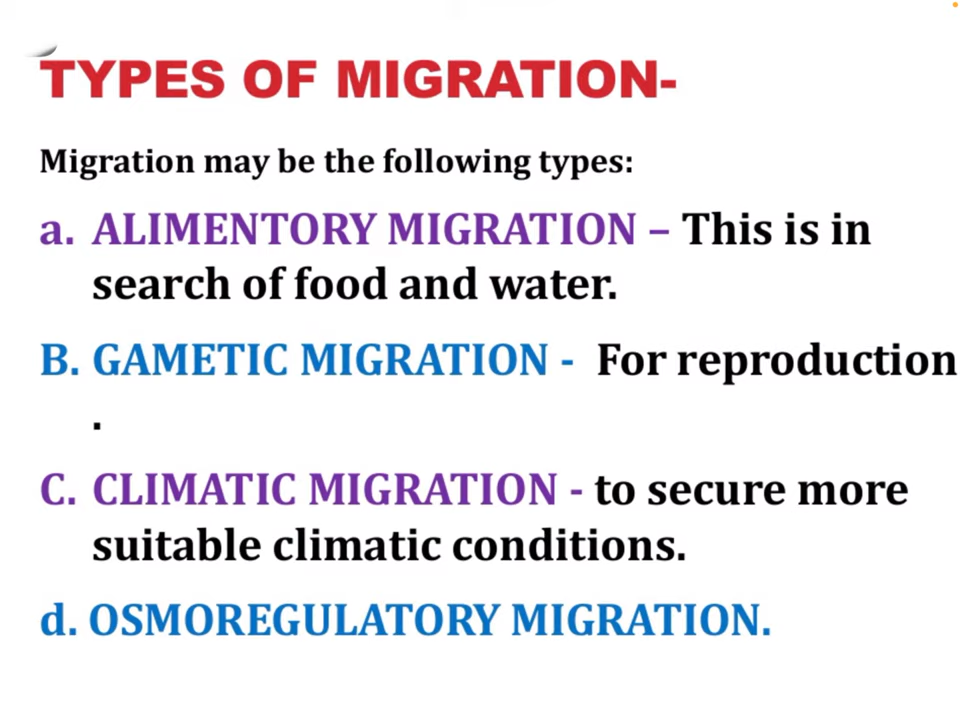 TYPES OF MIGRATION-
Migration may be the following types:
a. ALIMENTORY MIGRATION – This is in
search of food and water.
B. GAMETIC MIGRATION - For reproduction
.
C. CLIMATIC MIGRATION - to secure more
suitable climatic conditions.
d. OSMOREGULATORY MIGRATION.